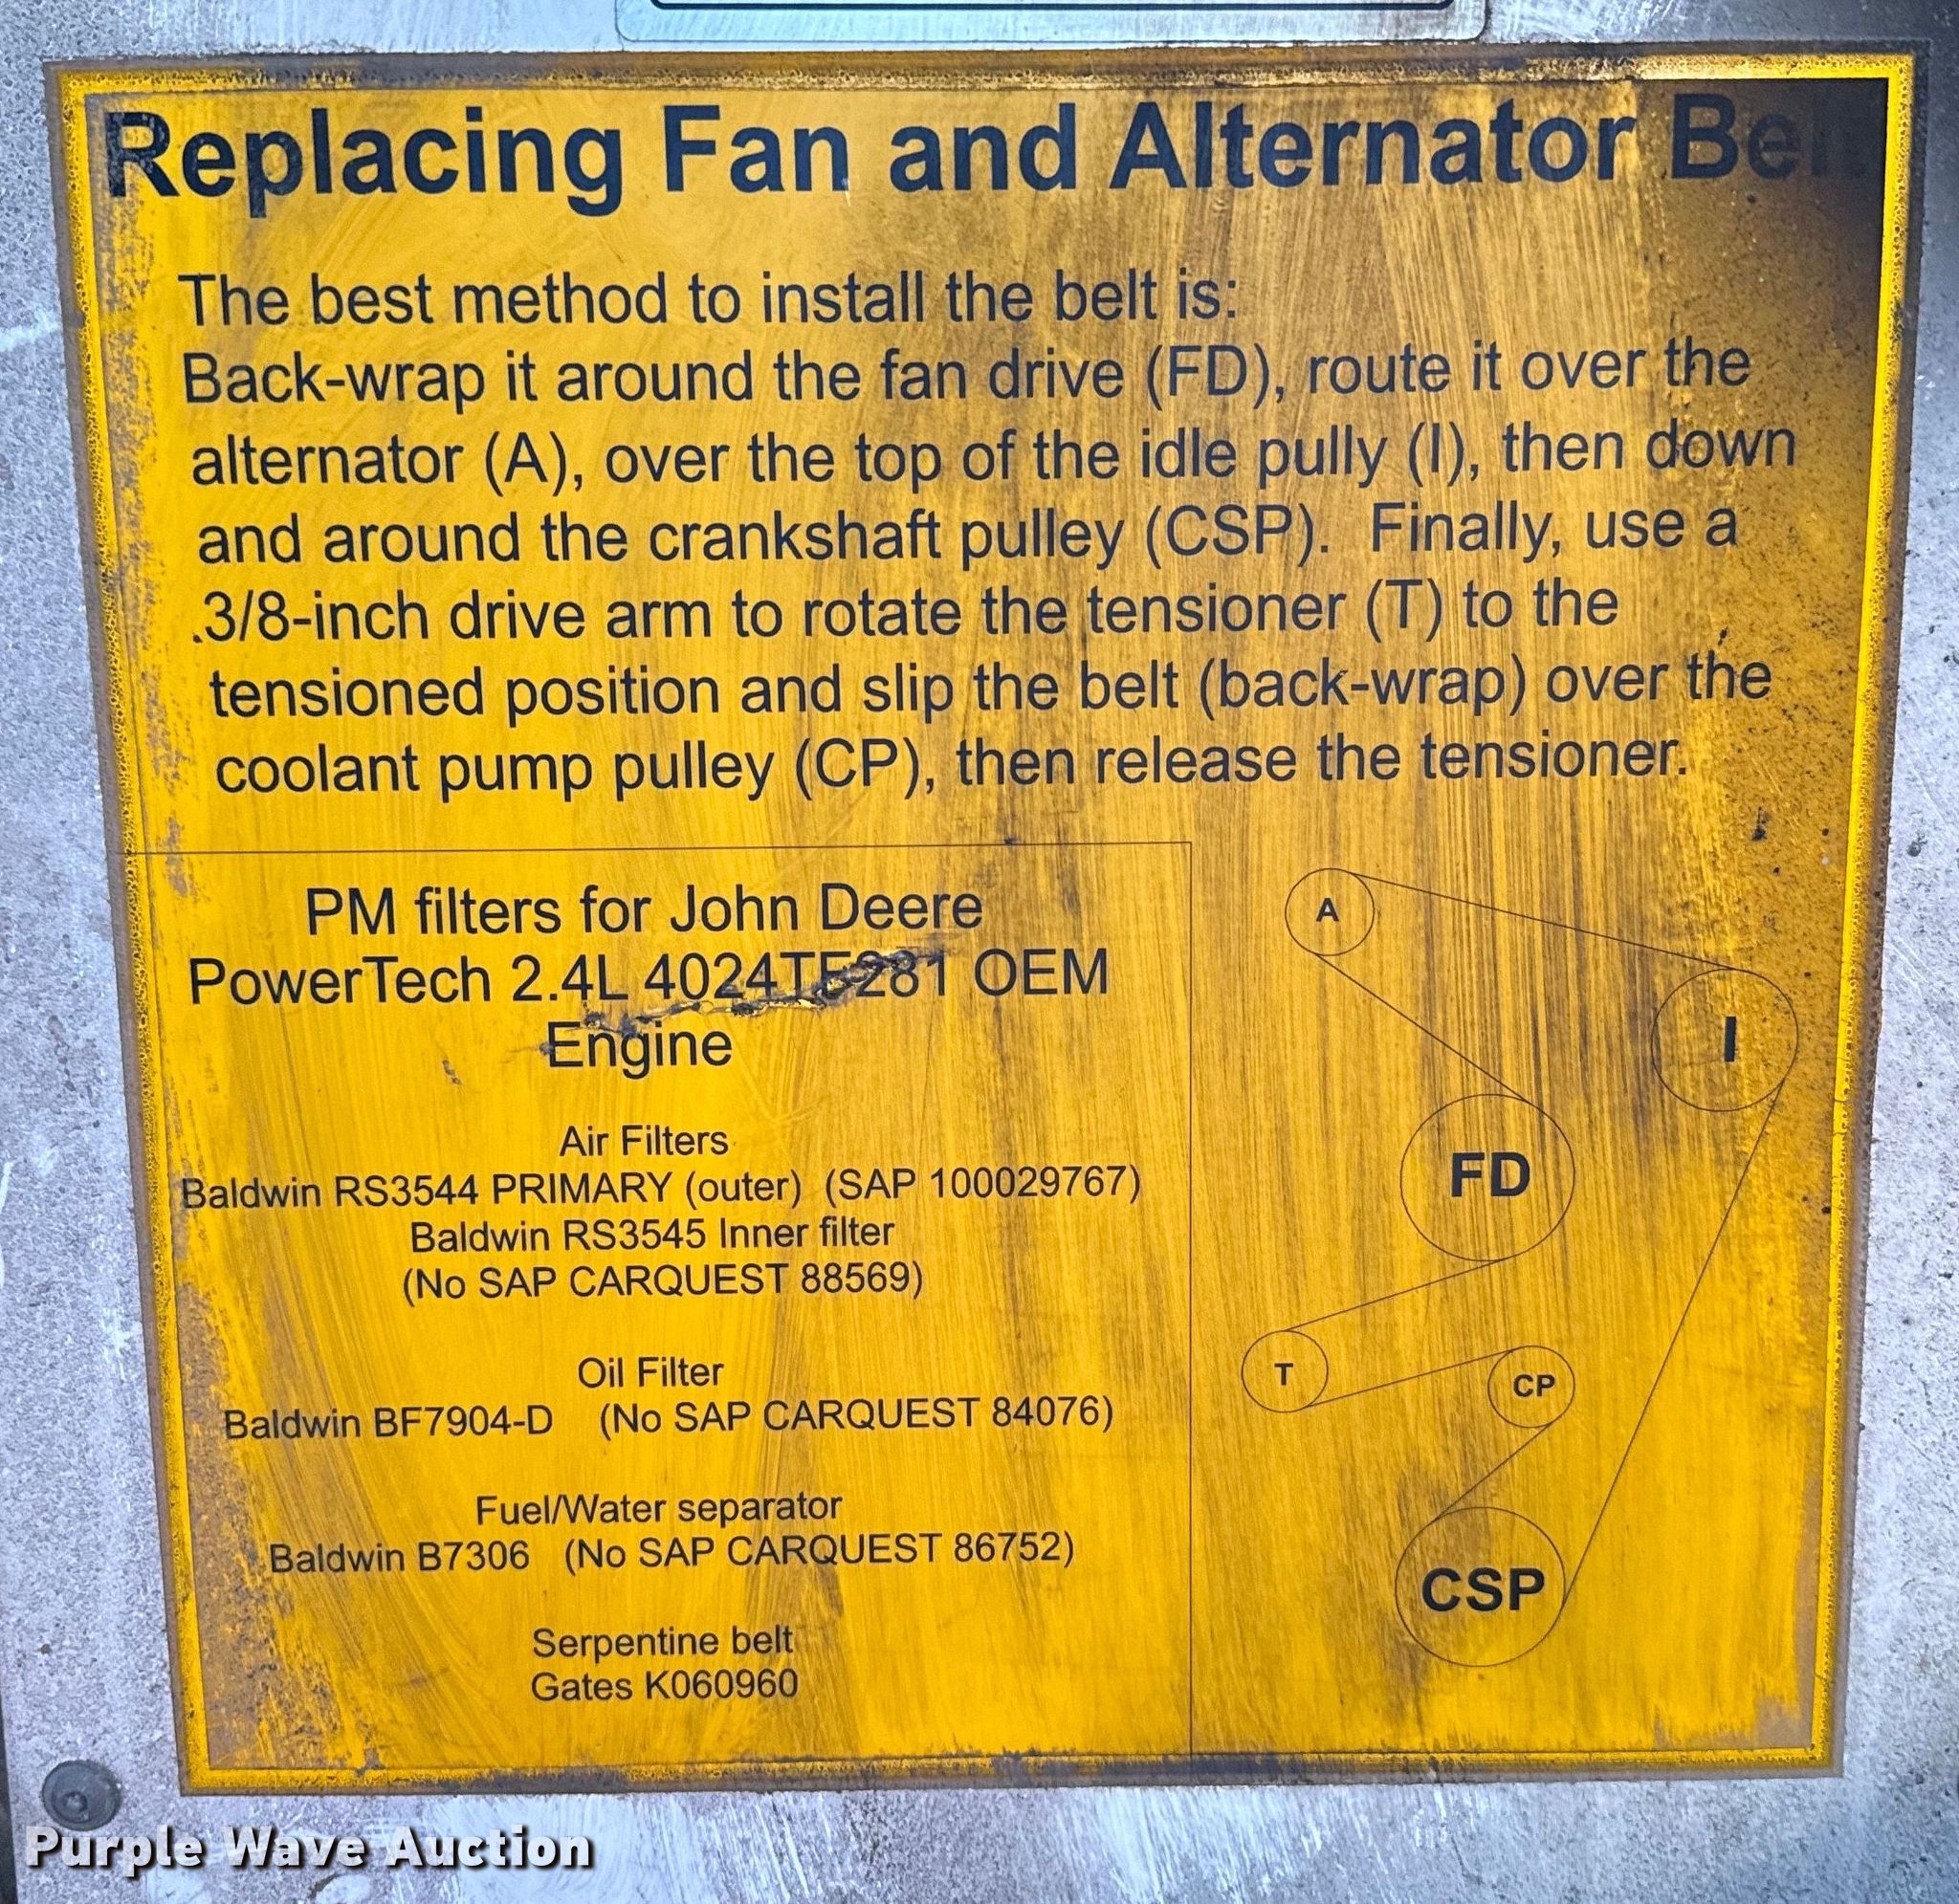 Replacing Fan and Alternator Belt
The best method to install the belt is:
Back-wrap it around the fan drive (FD), route it over the
alternator (A), over the top of the idle pully (I), then down
and around the crankshaft pulley (CSP). Finally, use a
.3/8-inch drive arm to rotate the tensioner (T) to the
tensioned position and slip the belt (back-wrap) over the
coolant pump pulley (CP), then release the tensioner.
PM filters for John Deere
PowerTech 2.4L 4024TF281 OEM
Engine
Air Filters
Baldwin RS3544 PRIMARY (outer) (SAP 100029767)
Baldwin RS3545 Inner filter
(No SAP CARQUEST 88569)
Oil Filter
Baldwin BF7904-D (No SAP CARQUEST 84076)
Fuel/Water separator
Baldwin B7306 (No SAP CARQUEST 86752)
Serpentine belt
Gates K060960
A
I
FD
T
CP
CSP
Purple Wave Auction